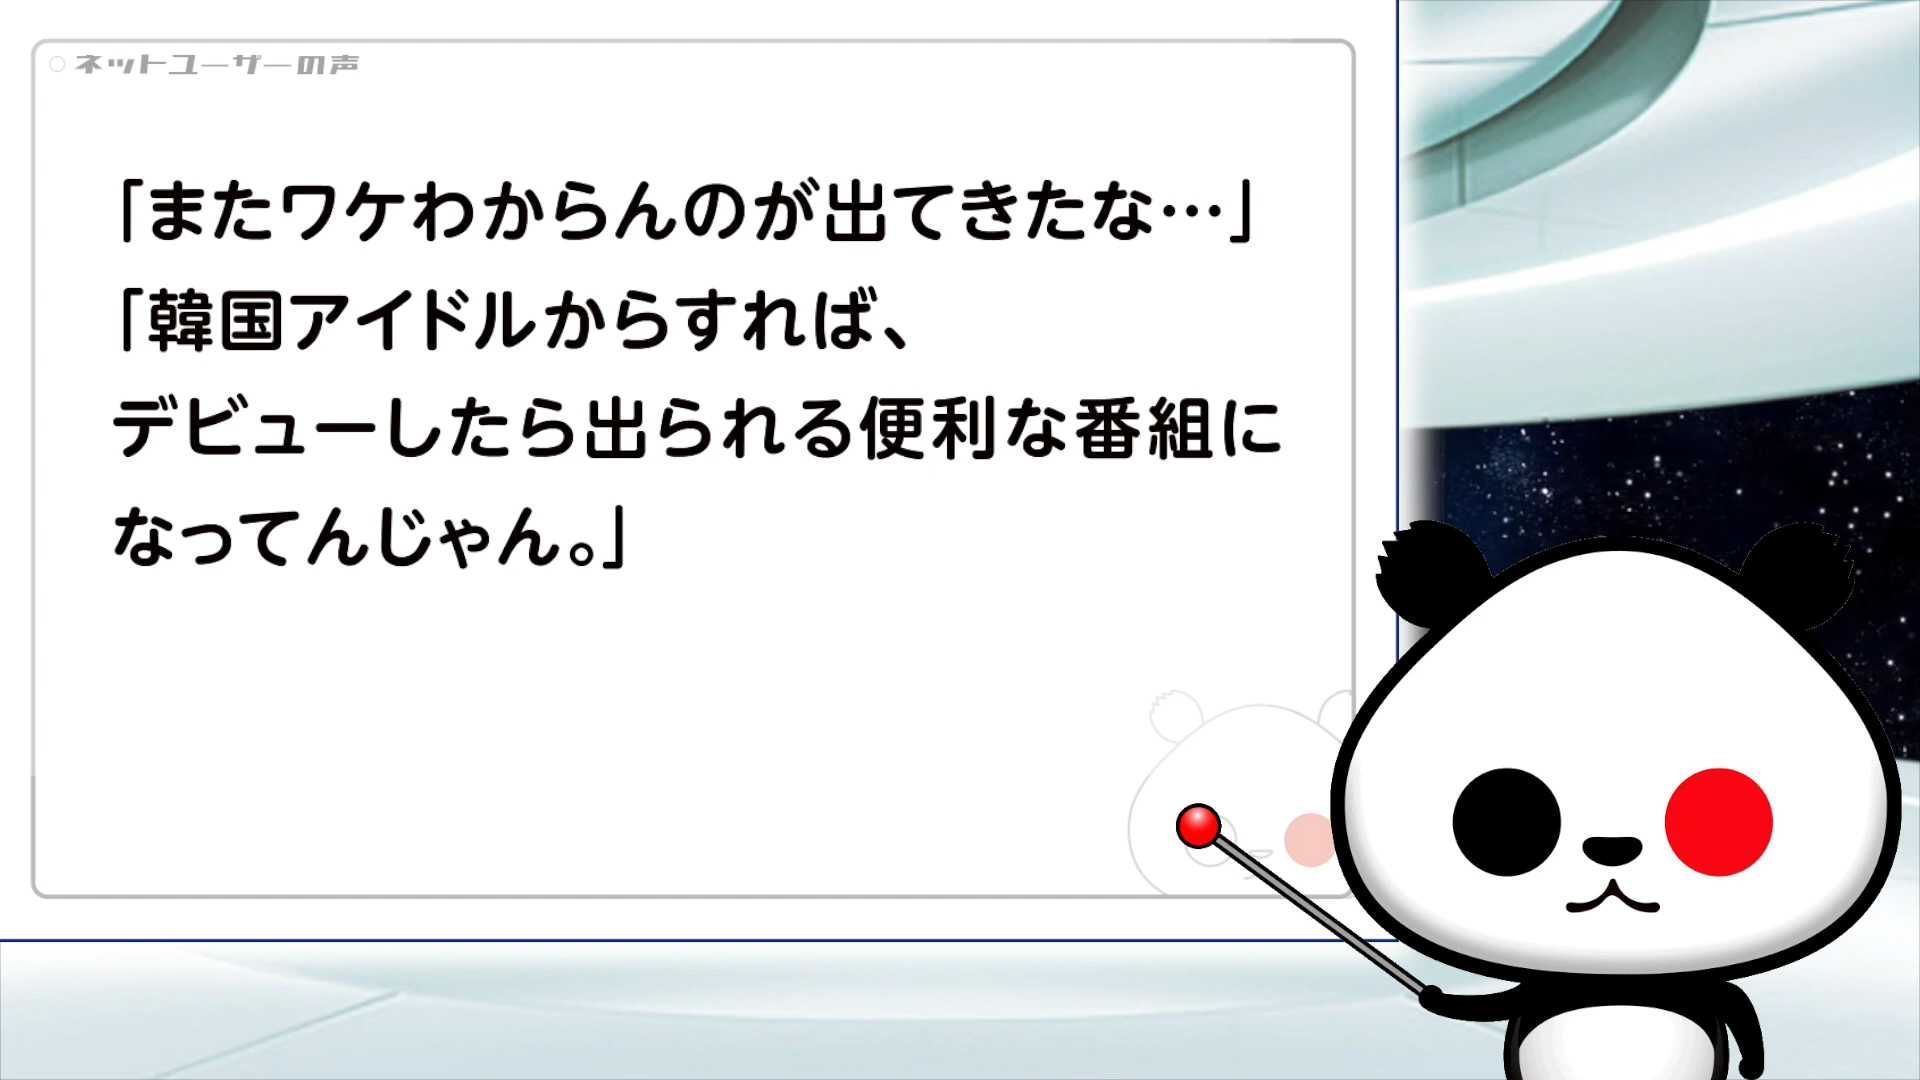 ネットユーザーの声
「またワケわからんのが出てきたな…」
「韓国アイドルからすれば、
デビューしたら出られる便利な番組に
なってんじゃん。」